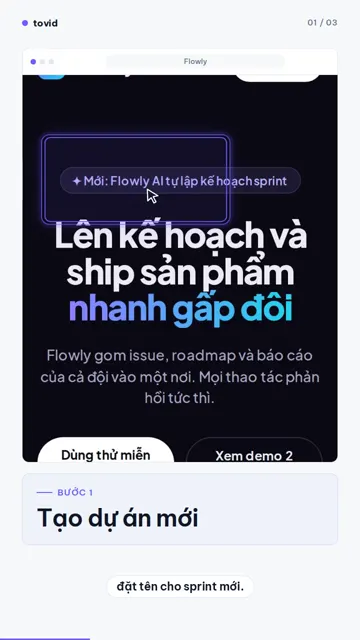 tovid
01 / 03
Flowly
✦ Mới: Flowly AI tự lập kế hoạch sprint
Lên kế hoạch và
ship sản phẩm
nhanh gấp đôi
Flowly gom issue, roadmap và báo cáo
của cả đội vào một nơi. Mọi thao tác phản
hồi tức thì.
Dùng thử miễn
Xem demo 2
BƯỚC 1
Tạo dự án mới
đặt tên cho sprint mới.